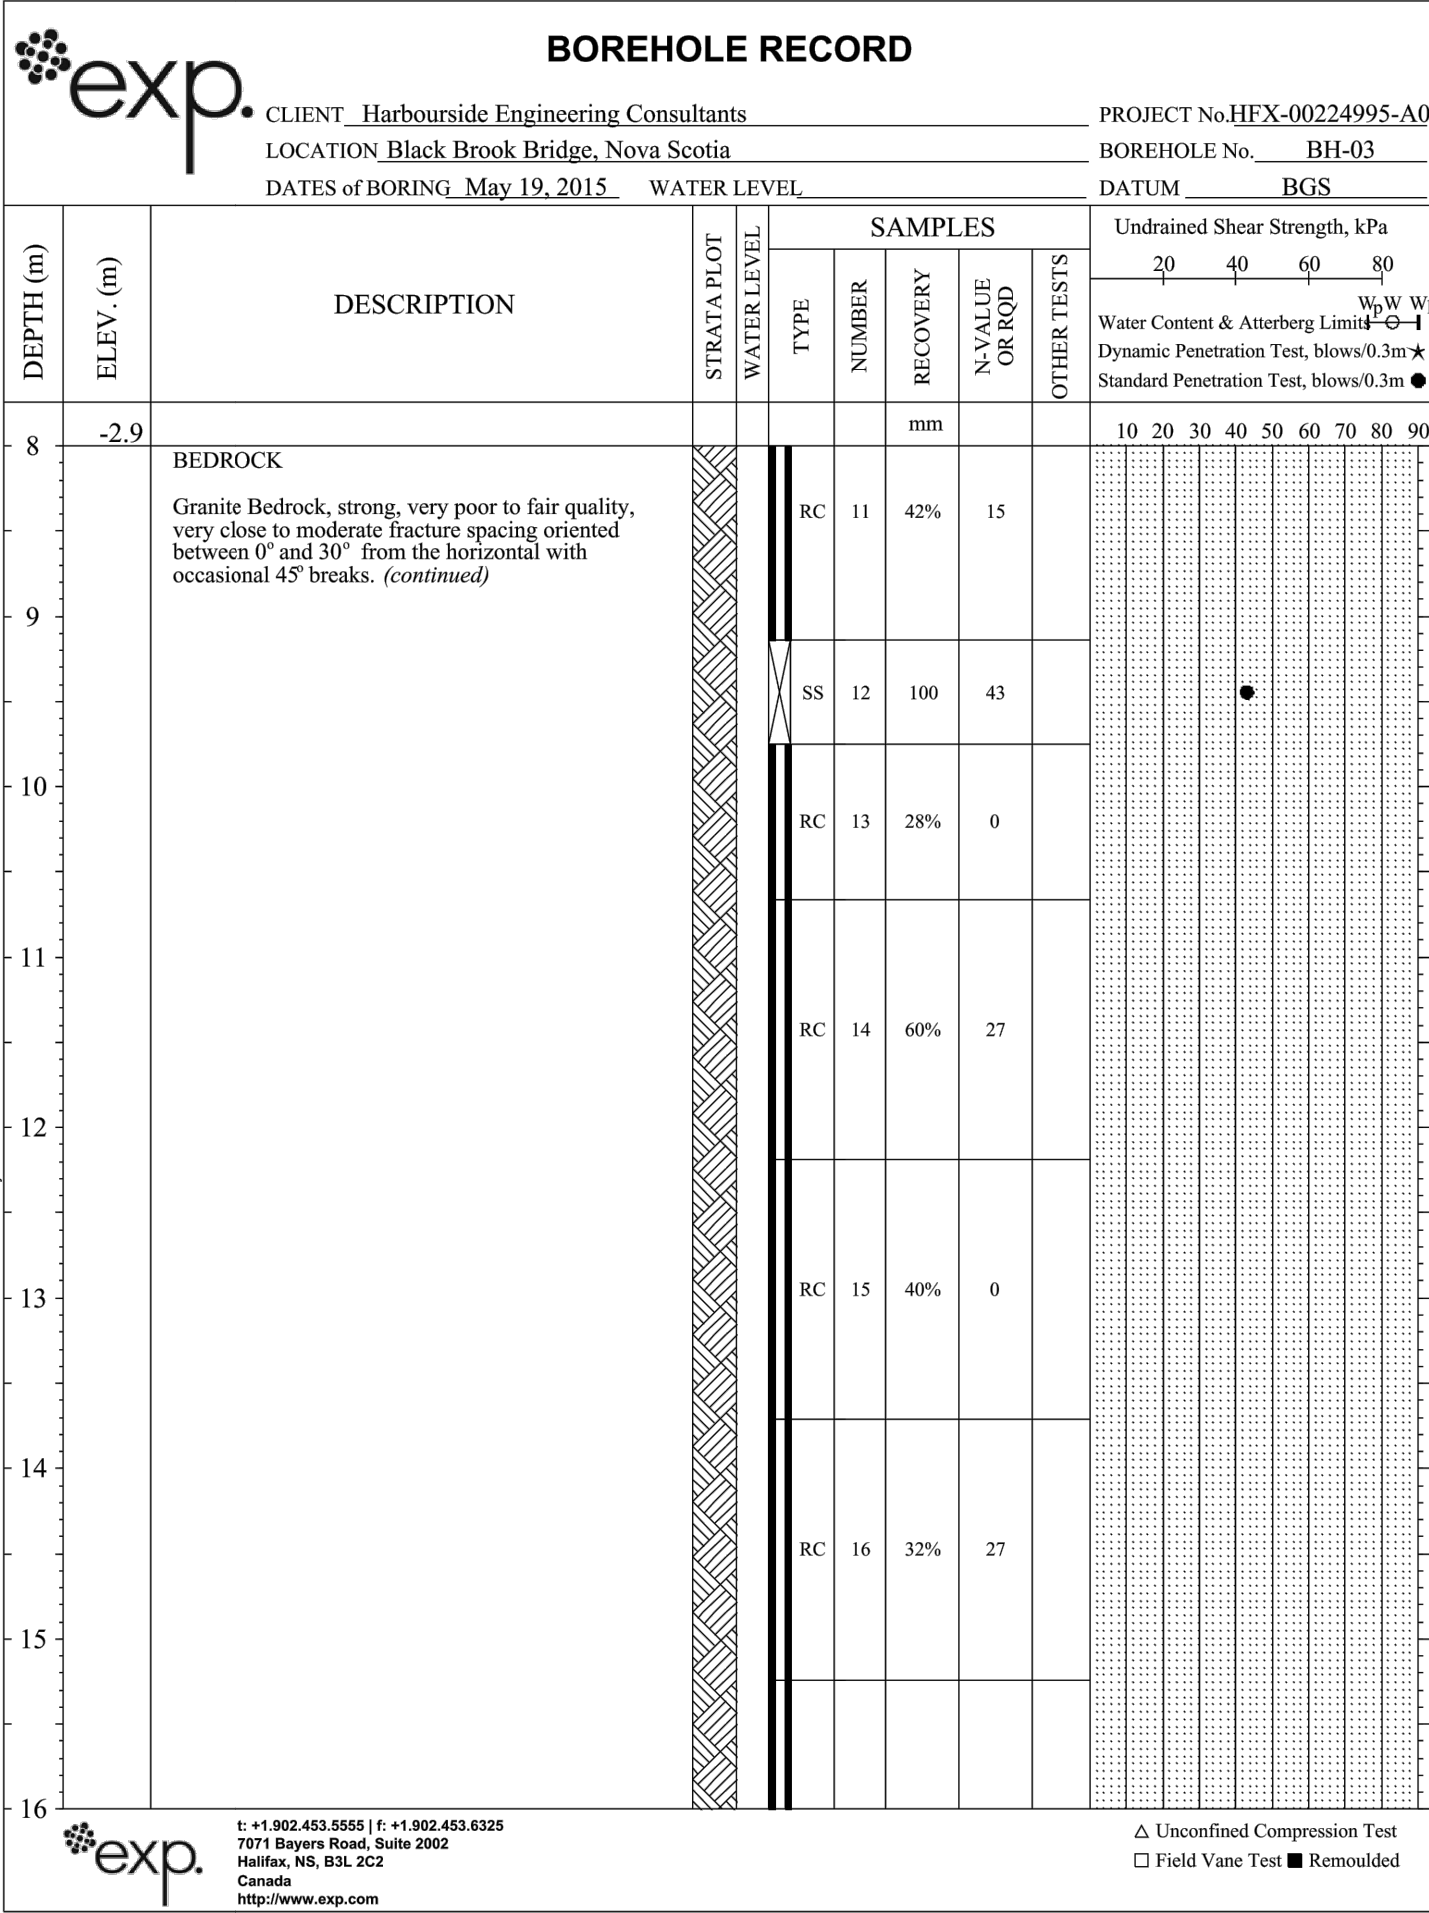 exp.
BOREHOLE RECORD
CLIENT Harbourside Engineering Consultants
PROJECT No. HFX-00224995-A0
LOCATION Black Brook Bridge, Nova Scotia
BOREHOLE No. BH-03
DATES of BORING May 19, 2015 WATER LEVEL
DATUM BGS
DEPTH (m)
ELEV. (m)
DESCRIPTION
STRATA PLOT
WATER LEVEL
SAMPLES
TYPE
NUMBER
RECOVERY
N-VALUE
OR RQD
OTHER TESTS
Undrained Shear Strength, kPa
20 40 60 80
Wp W
Water Content & Atterberg Limits
Dynamic Penetration Test, blows/0.3m ★
Standard Penetration Test, blows/0.3m ●
mm
10 20 30 40 50 60 70 80 90
8 -2.9
BEDROCK
Granite Bedrock, strong, very poor to fair quality,
very close to moderate fracture spacing oriented
between 0° and 30° from the horizontal with
occasional 45° breaks. (continued)
RC 11 42% 15
9
SS 12 100 43
10
RC 13 28% 0
11
RC 14 60% 27
12
13
RC 15 40% 0
14
RC 16 32% 27
15
16
exp.
t: +1.902.453.5555 | f: +1.902.453.6325
7071 Bayers Road, Suite 2002
Halifax, NS, B3L 2C2
Canada
http://www.exp.com
△ Unconfined Compression Test
□ Field Vane Test ■ Remoulded